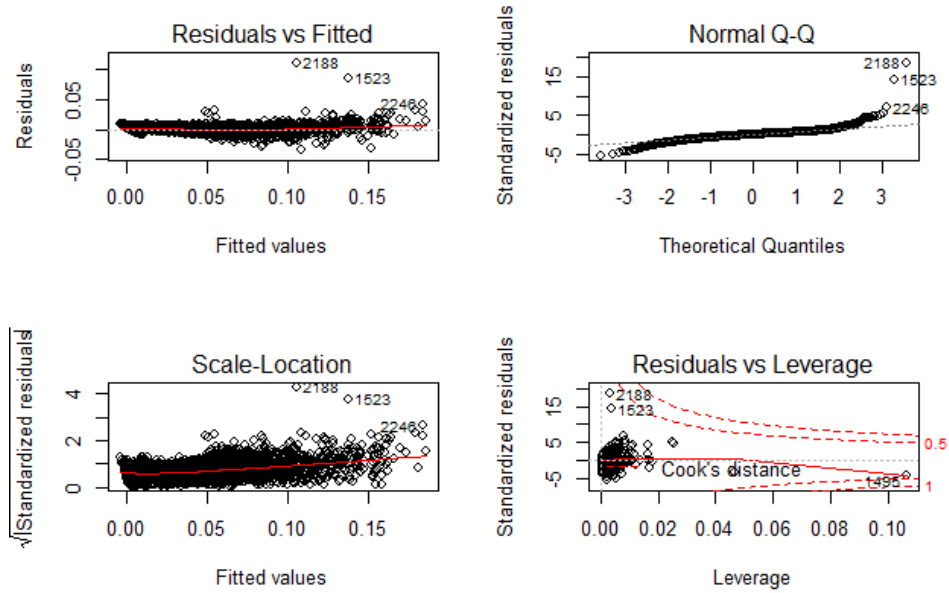 Residuals vs Fitted
Residuals
0.05
-0.05
2188
1523
2246
0.00 0.05 0.10 0.15
Fitted values
Normal Q-Q
Standardized residuals
15
5
-5
2188
1523
2246
-3 -2 -1 0 1 2 3
Theoretical Quantiles
Scale-Location
√|Standardized residuals|
4
2
0
2188
1523
2246
0.00 0.05 0.10 0.15
Fitted values
Residuals vs Leverage
Standardized residuals
15
5
-5
2188
1523
Cook's distance
1495
0.5
1
0.00 0.02 0.04 0.06 0.08 0.10
Leverage